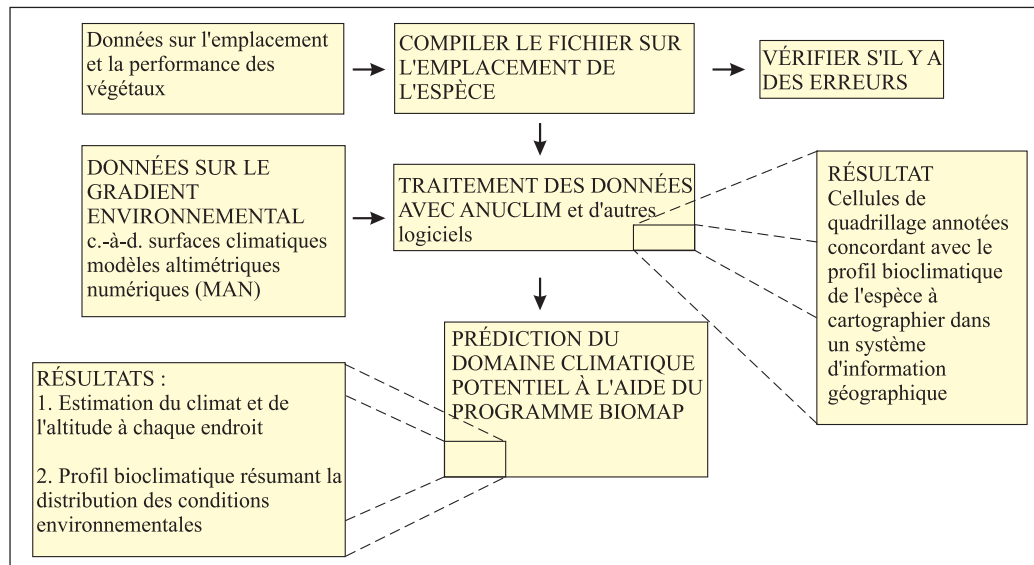 Données sur l'emplacement
et la performance des
végétaux
COMPILER LE FICHIER SUR
L'EMPLACEMENT DE
L'ESPÈCE
VÉRIFIER S'IL Y A
DES ERREURS
DONNÉES SUR LE
GRADIENT
ENVIRONNEMENTAL
c.-à-d. surfaces climatiques
modèles altimétriques
numériques (MAN)
TRAITEMENT DES DONNÉES
AVEC ANUCLIM et d'autres
logiciels
RÉSULTAT
Cellules de
quadrillage annotées
concordant avec le
profil bioclimatique
de l'espèce à
cartographier dans
un système
d'information
géographique
PRÉDICTION DU
DOMAINE CLIMATIQUE
POTENTIEL À L'AIDE DU
PROGRAMME BIOMAP
RÉSULTATS :
1. Estimation du climat et de
l'altitude à chaque endroit
2. Profil bioclimatique résumant la
distribution des conditions
environnementales